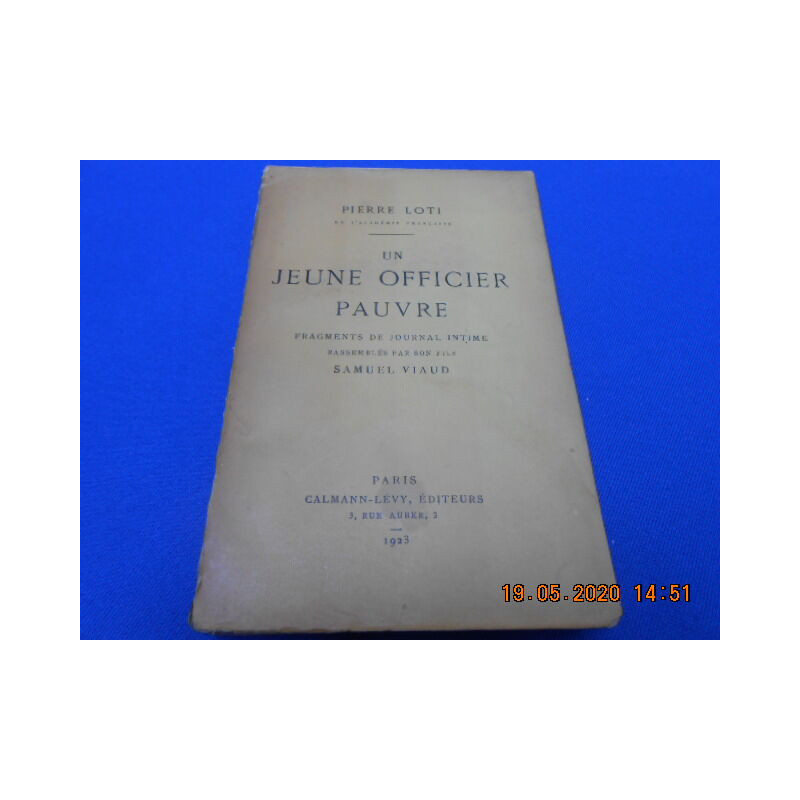 PIERRE LOTI
DE L'ACADÉMIE FRANÇAISE
UN
JEUNE OFFICIER
PAUVRE
FRAGMENTS DE JOURNAL INTIME
RASSEMBLÉS PAR SON FILS
SAMUEL VIAUD
PARIS
CALMANN-LÉVY, ÉDITEURS
3, RUE AUBER, 3
1923
19.05.2020 14:51